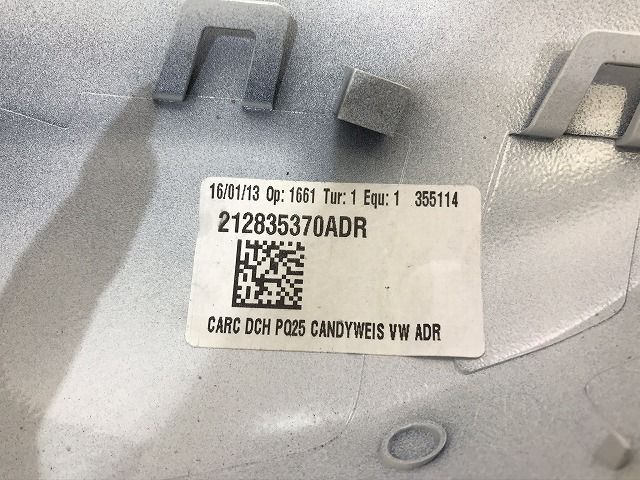 16/01/13 Op: 1661 Tur: 1 Equ: 1 355114
212835370ADR
CARC DCH PQ25 CANDYWEIS VW ADR